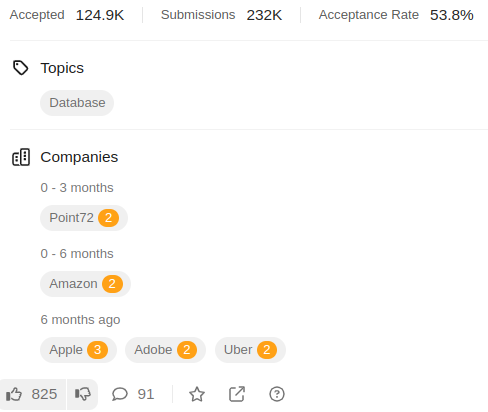 Accepted 124.9K Submissions 232K Acceptance Rate 53.8%
Topics
Database
Companies
0 - 3 months
Point72 2
0 - 6 months
Amazon 2
6 months ago
Apple 3 Adobe 2 Uber 2
825 91